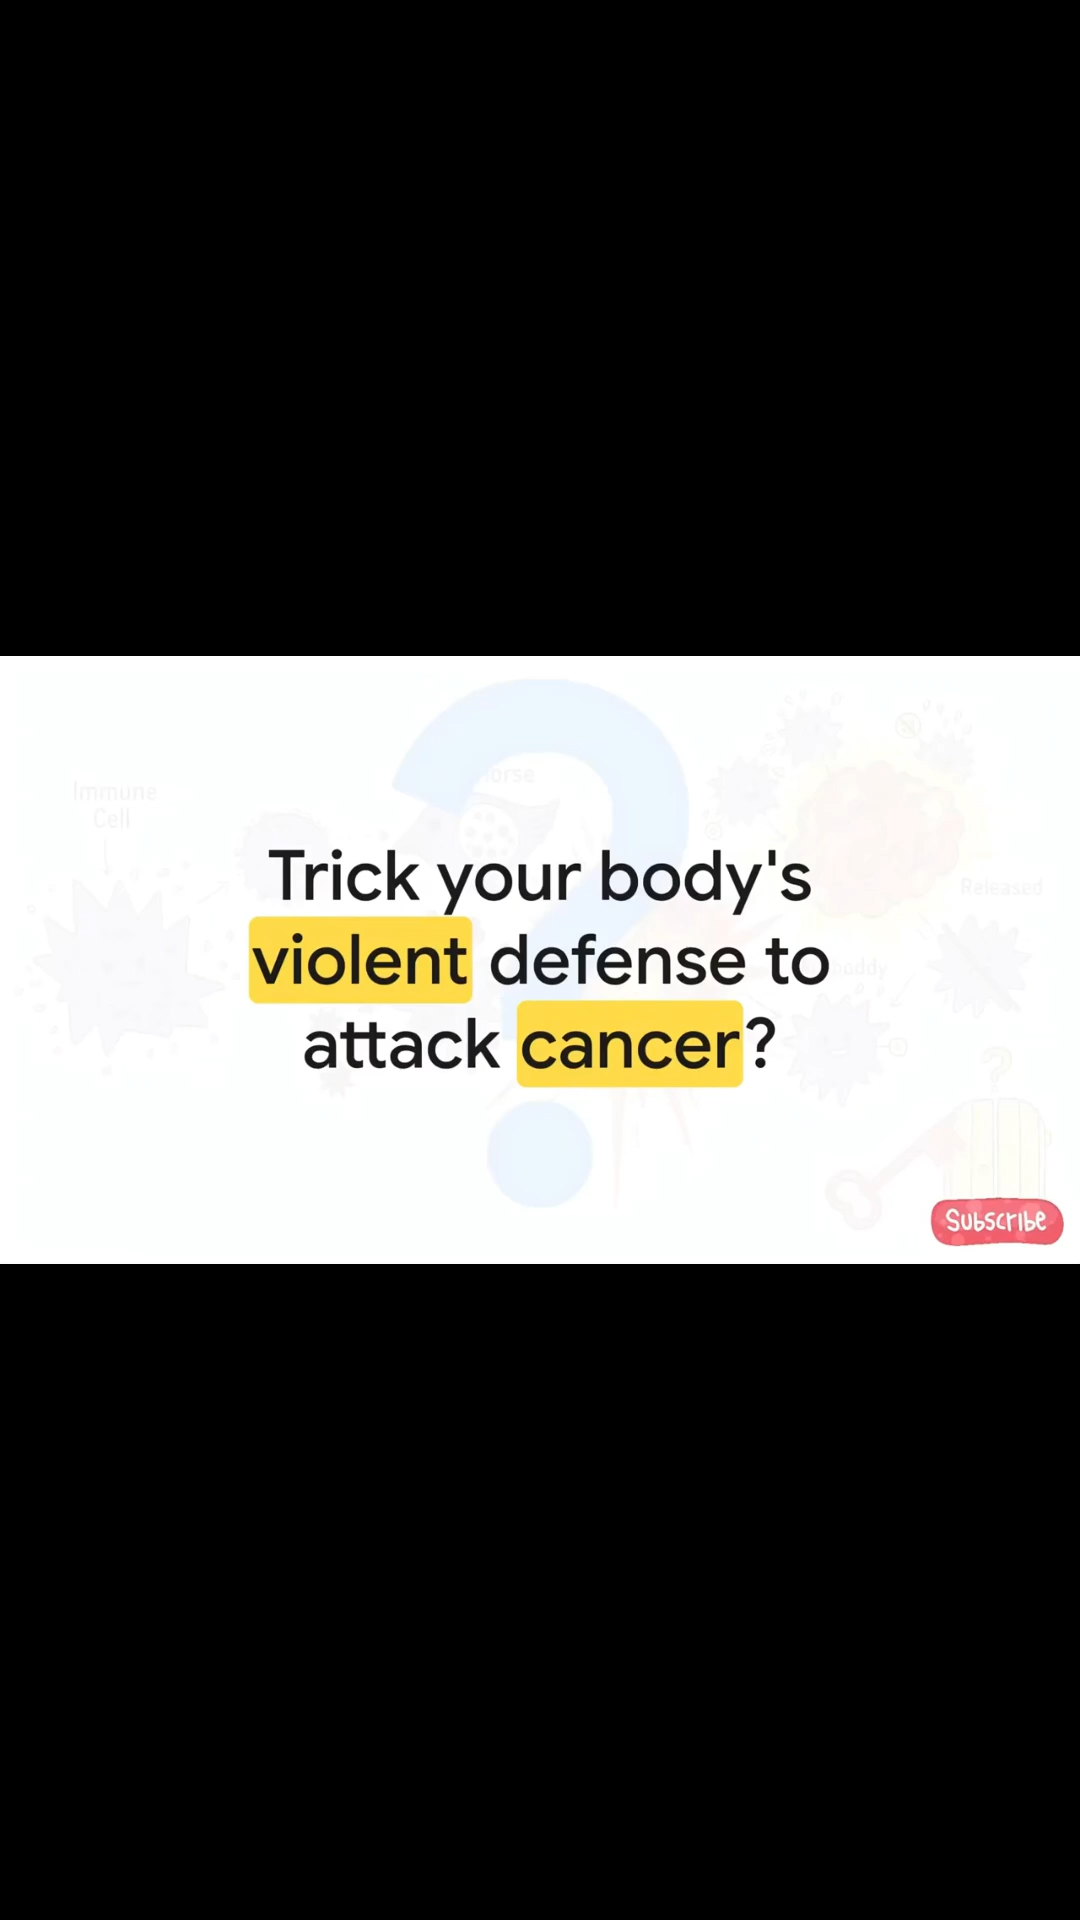 Immune
Cell
Trick your body's
violent defense to
attack cancer?
Released
Subscribe